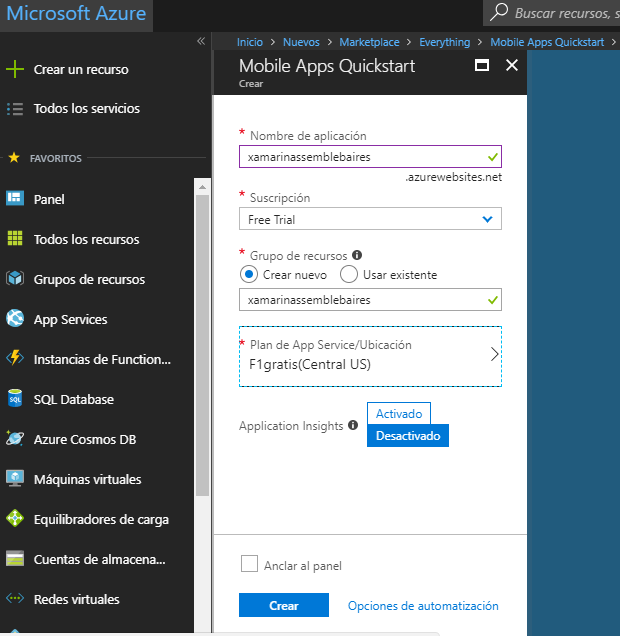 Microsoft Azure
Buscar recursos, s
Inicio > Nuevos > Marketplace > Everything > Mobile Apps Quickstart >
«
Crear un recurso
Todos los servicios
FAVORITOS
Panel
Todos los recursos
Grupos de recursos
App Services
Instancias de Function...
SQL Database
Azure Cosmos DB
Máquinas virtuales
Equilibradores de carga
Cuentas de almacena...
Redes virtuales
Mobile Apps Quickstart
Crear
* Nombre de aplicación
xamarinassemblebaires
.azurewebsites.net
* Suscripción
Free Trial
* Grupo de recursos
Crear nuevo Usar existente
xamarinassemblebaires
* Plan de App Service/Ubicación
F1gratis(Central US)
Application Insights
Activado
Desactivado
Anclar al panel
Crear Opciones de automatización